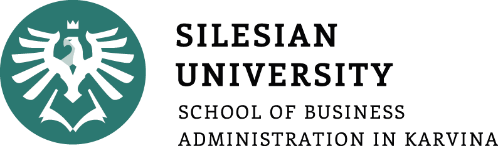 SILESIAN
UNIVERSITY
SCHOOL OF BUSINESS
ADMINISTRATION IN KARVINA